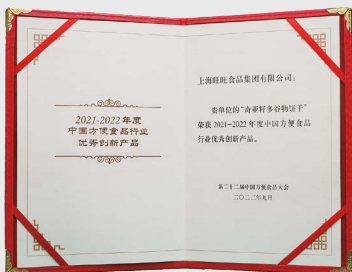 2021-2022年度
中国方便食品行业
优秀创新产品
上海旺旺食品集团有限公司：
贵单位的“奇亚籽多谷物饼干”
荣获2021-2022年度中国方便食品
行业优秀创新产品。
第二十二届中国方便食品大会
二〇二二年九月